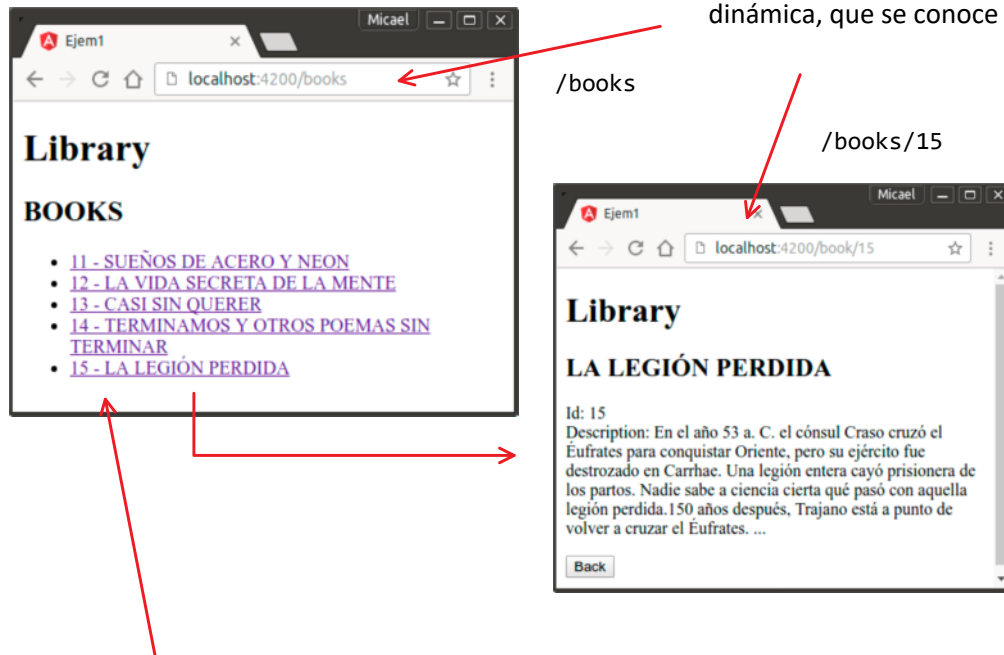 dinámica, que se conoce
Micael
Ejem1
localhost:4200/books
/books
Library
BOOKS
11 - SUEÑOS DE ACERO Y NEON
12 - LA VIDA SECRETA DE LA MENTE
13 - CASI SIN QUERER
14 - TERMINAMOS Y OTROS POEMAS SIN
TERMINAR
15 - LA LEGIÓN PERDIDA
/books/15
Micael
Ejem1
localhost:4200/book/15
Library
LA LEGIÓN PERDIDA
Id: 15
Description: En el año 53 a. C. el cónsul Craso cruzó el
Éufrates para conquistar Oriente, pero su ejército fue
destrozado en Carrhae. Una legión entera cayó prisionera de
los partos. Nadie sabe a ciencia cierta qué pasó con aquella
legión perdida.150 años después, Trajano está a punto de
volver a cruzar el Éufrates. ...
Back